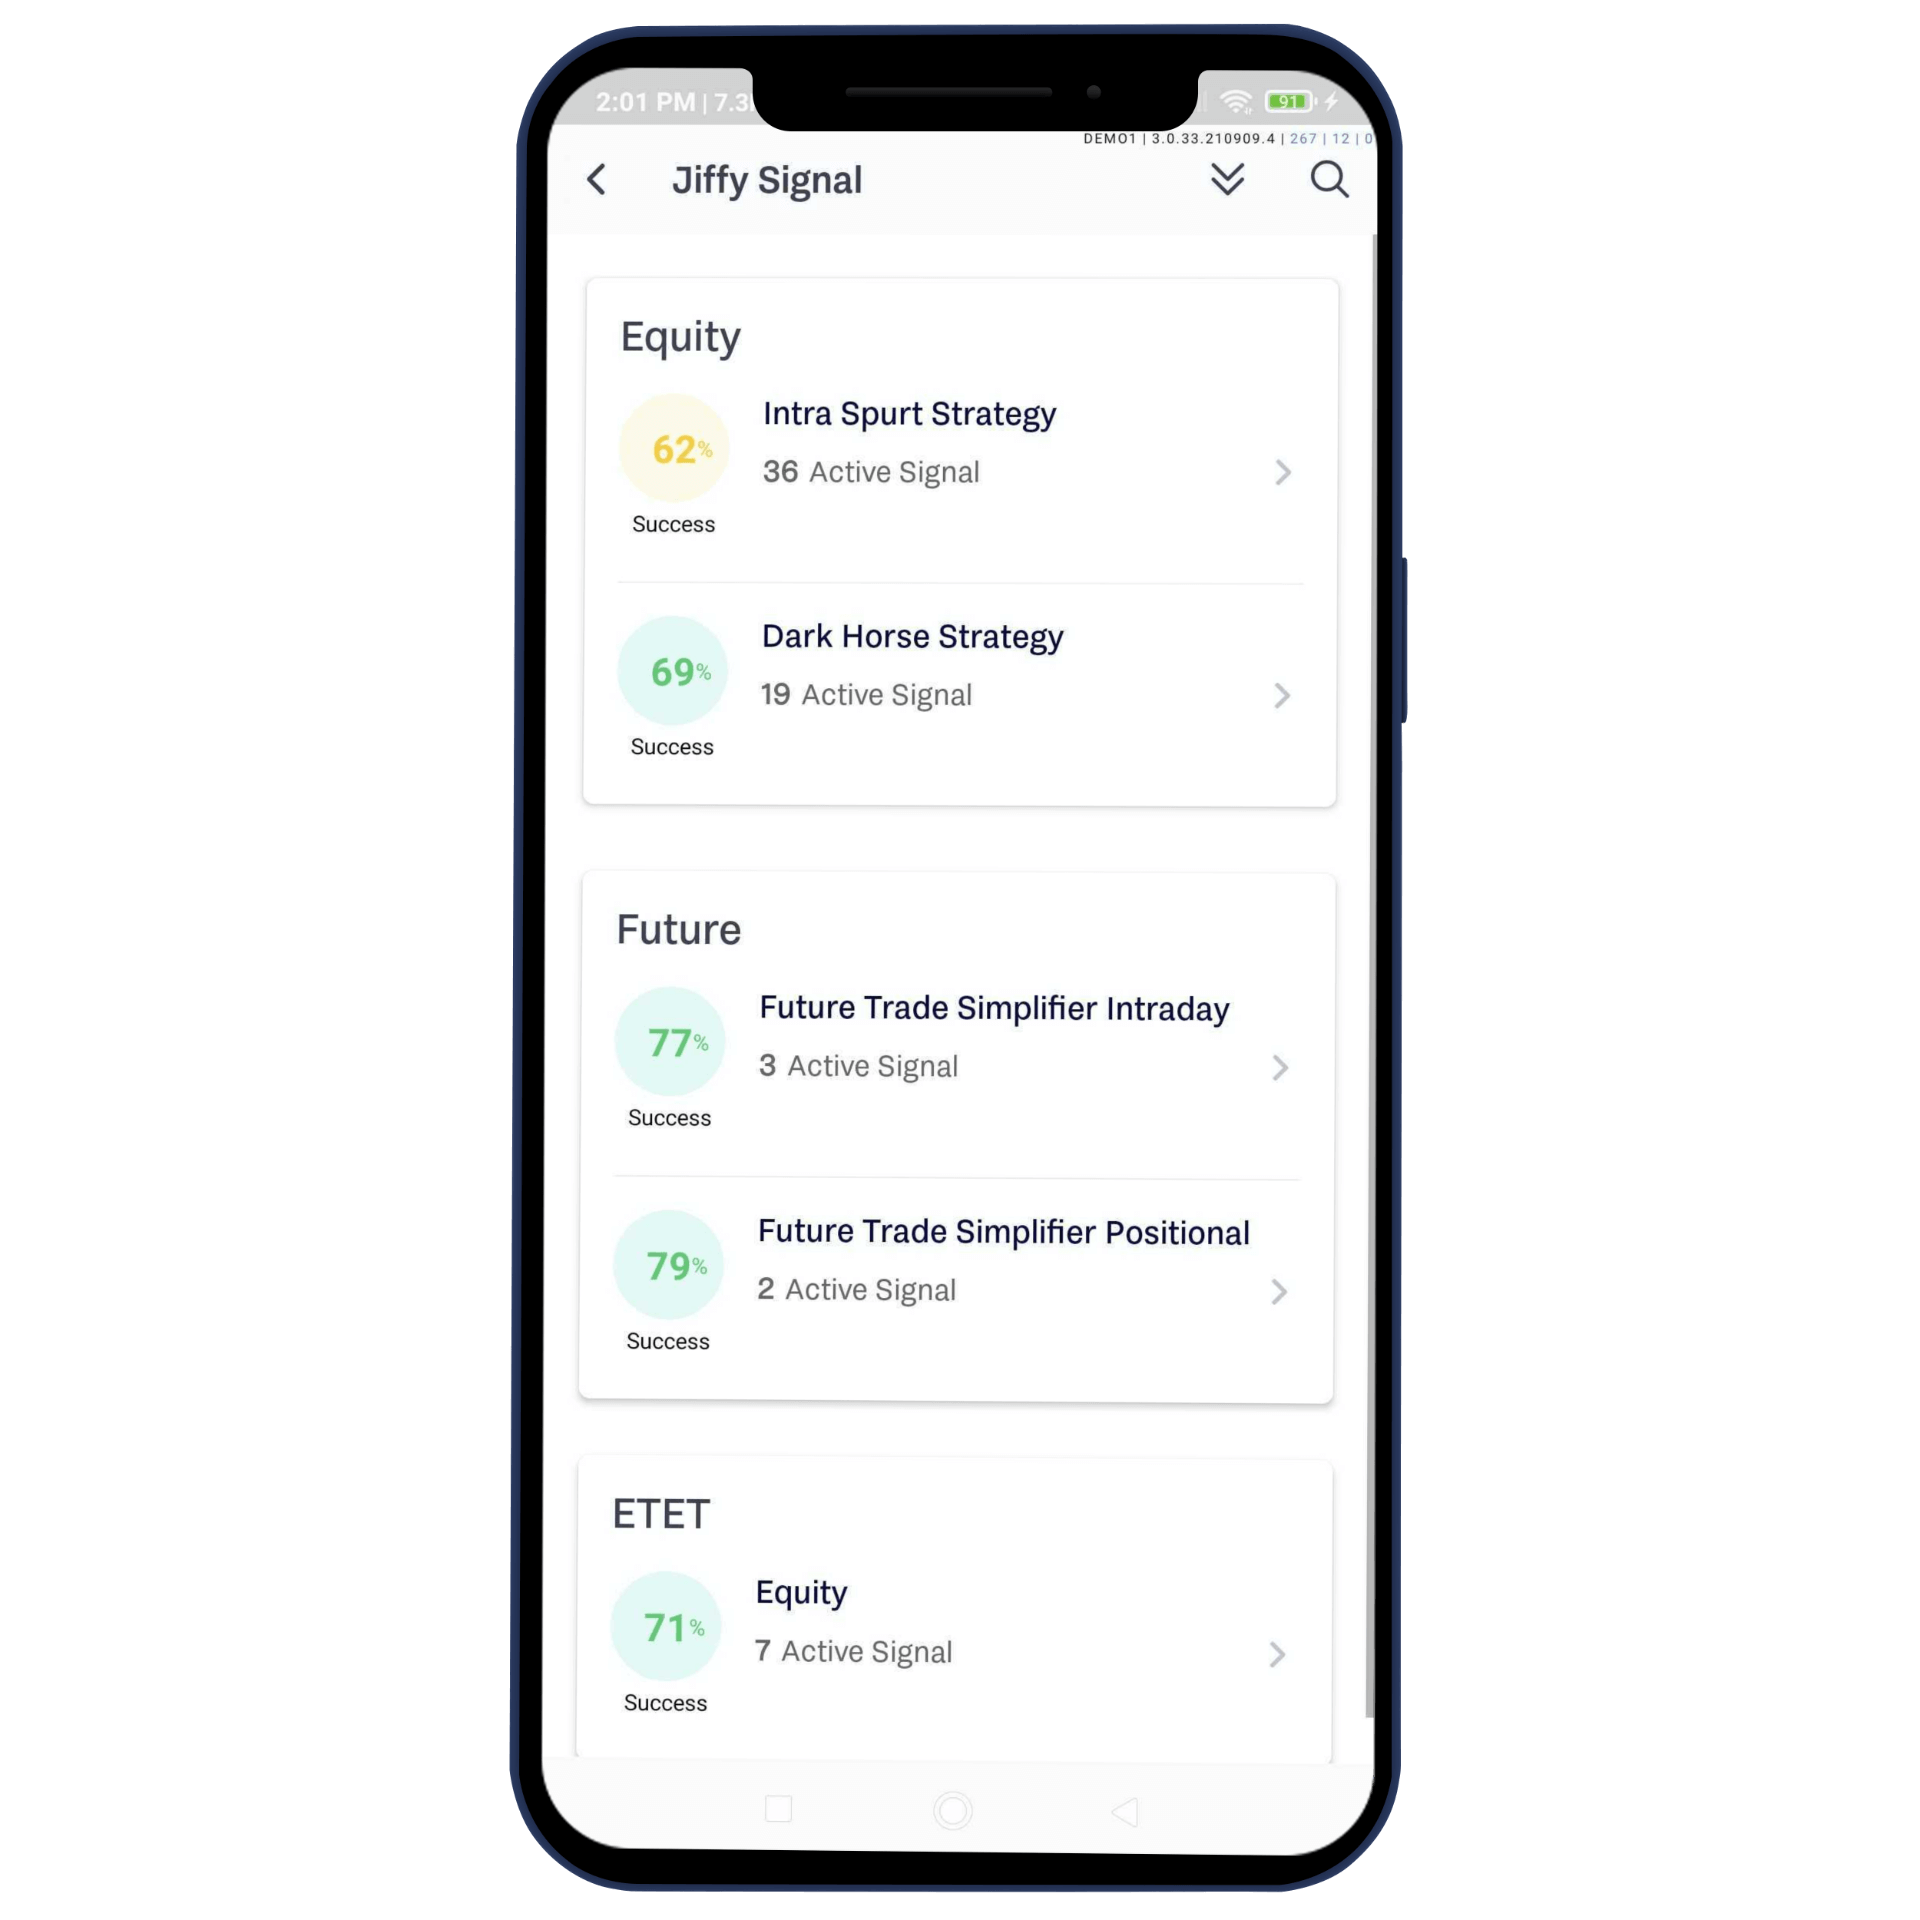 2:01 PM | 7.3
91
DEMO1 | 3.0.33.210909.4 | 267 | 12 | 0
Jiffy Signal
Equity
Intra Spurt Strategy
62%
36 Active Signal
Success
Dark Horse Strategy
69%
19 Active Signal
Success
Future
Future Trade Simplifier Intraday
77%
3 Active Signal
Success
Future Trade Simplifier Positional
79%
2 Active Signal
Success
ETET
Equity
71%
7 Active Signal
Success